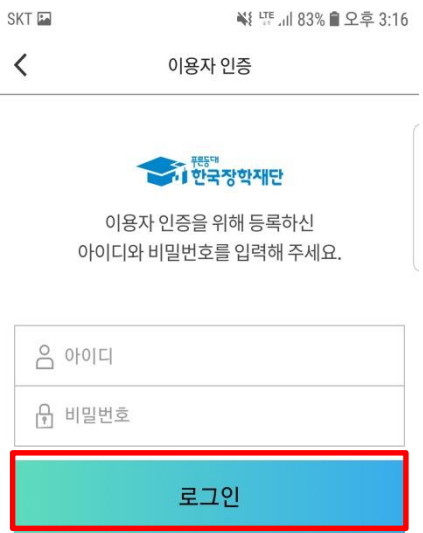 SKT LTE 83% 오후 3:16
이용자 인증
푸른등대
한국장학재단
이용자 인증을 위해 등록하신
아이디와 비밀번호를 입력해 주세요.
아이디
비밀번호
로그인